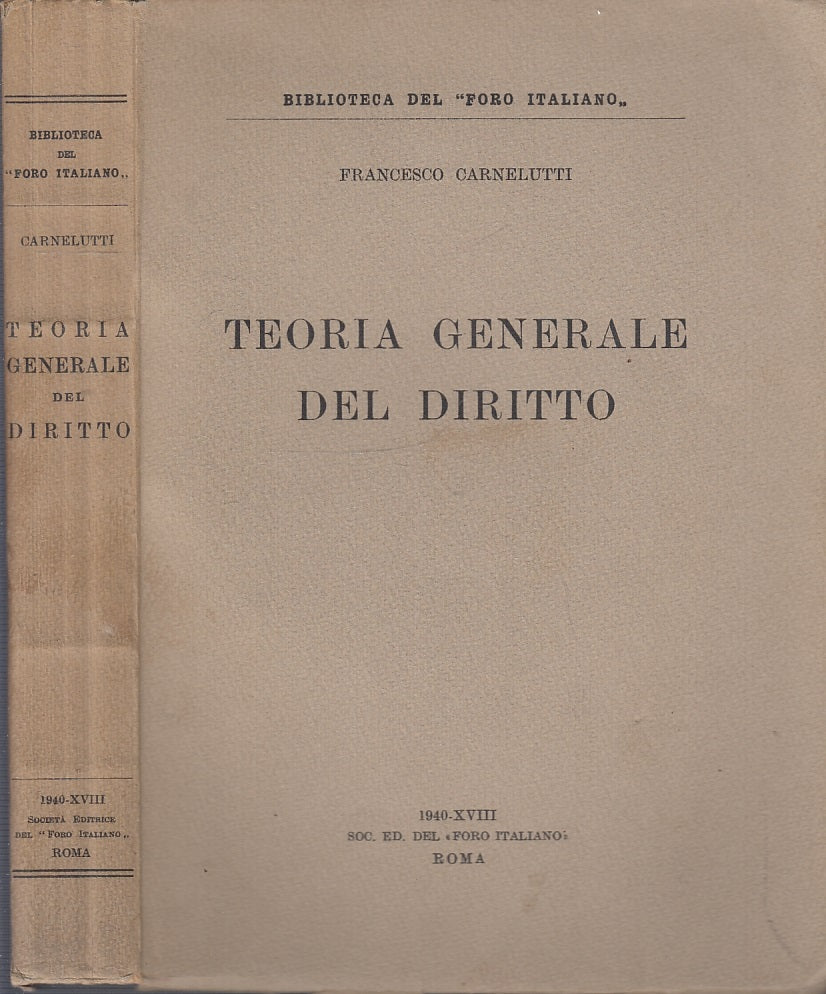 BIBLIOTECA
DEL
“FORO ITALIANO„
CARNELUTTI
TEORIA
GENERALE
DEL
DIRITTO
1940-XVIII
SOCIETÀ EDITRICE
DEL “FORO ITALIANO„
ROMA
BIBLIOTECA DEL “FORO ITALIANO„
FRANCESCO CARNELUTTI
TEORIA GENERALE
DEL DIRITTO
1940-XVIII
SOC. ED. DEL «FORO ITALIANO»
ROMA